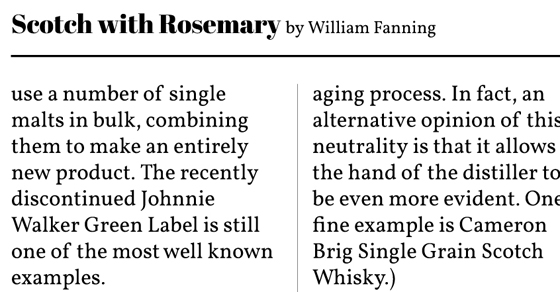 Scotch with Rosemary by William Fanning
use a number of single
malts in bulk, combining
them to make an entirely
new product. The recently
discontinued Johnnie
Walker Green Label is still
one of the most well known
examples.
aging process. In fact, an
alternative opinion of this
neutrality is that it allows
the hand of the distiller to
be even more evident. One
fine example is Cameron
Brig Single Grain Scotch
Whisky.)